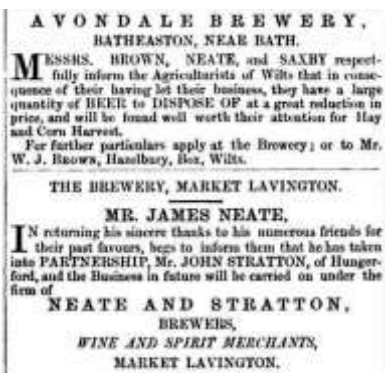 AVONDALE BREWERY,
BATHEASTON, NEAR BATH.
MESSRS. BROWN, NEATE, and SAXBY respect-
fully inform the Agriculturists of Wilts that in conse-
quence of their having let their business, they have a large
quantity of BEER to DISPOSE OF at a great reduction in
price, and will be found well worth their attention for Hay
and Corn Harvest.
For further particulars apply at the Brewery; or to Mr.
W. J. BROWN, Hazelbury, Box, Wilts.
THE BREWERY, MARKET LAVINGTON.
MR. JAMES NEATE,
IN returning his sincere thanks to his numerous friends for
their past favours, begs to inform them that he has taken
into PARTNERSHIP, Mr. JOHN STRATTON, of Hunger-
ford, and the Business in future will be carried on under the
firm of
NEATE AND STRATTON,
BREWERS,
WINE AND SPIRIT MERCHANTS,
MARKET LAVINGTON.